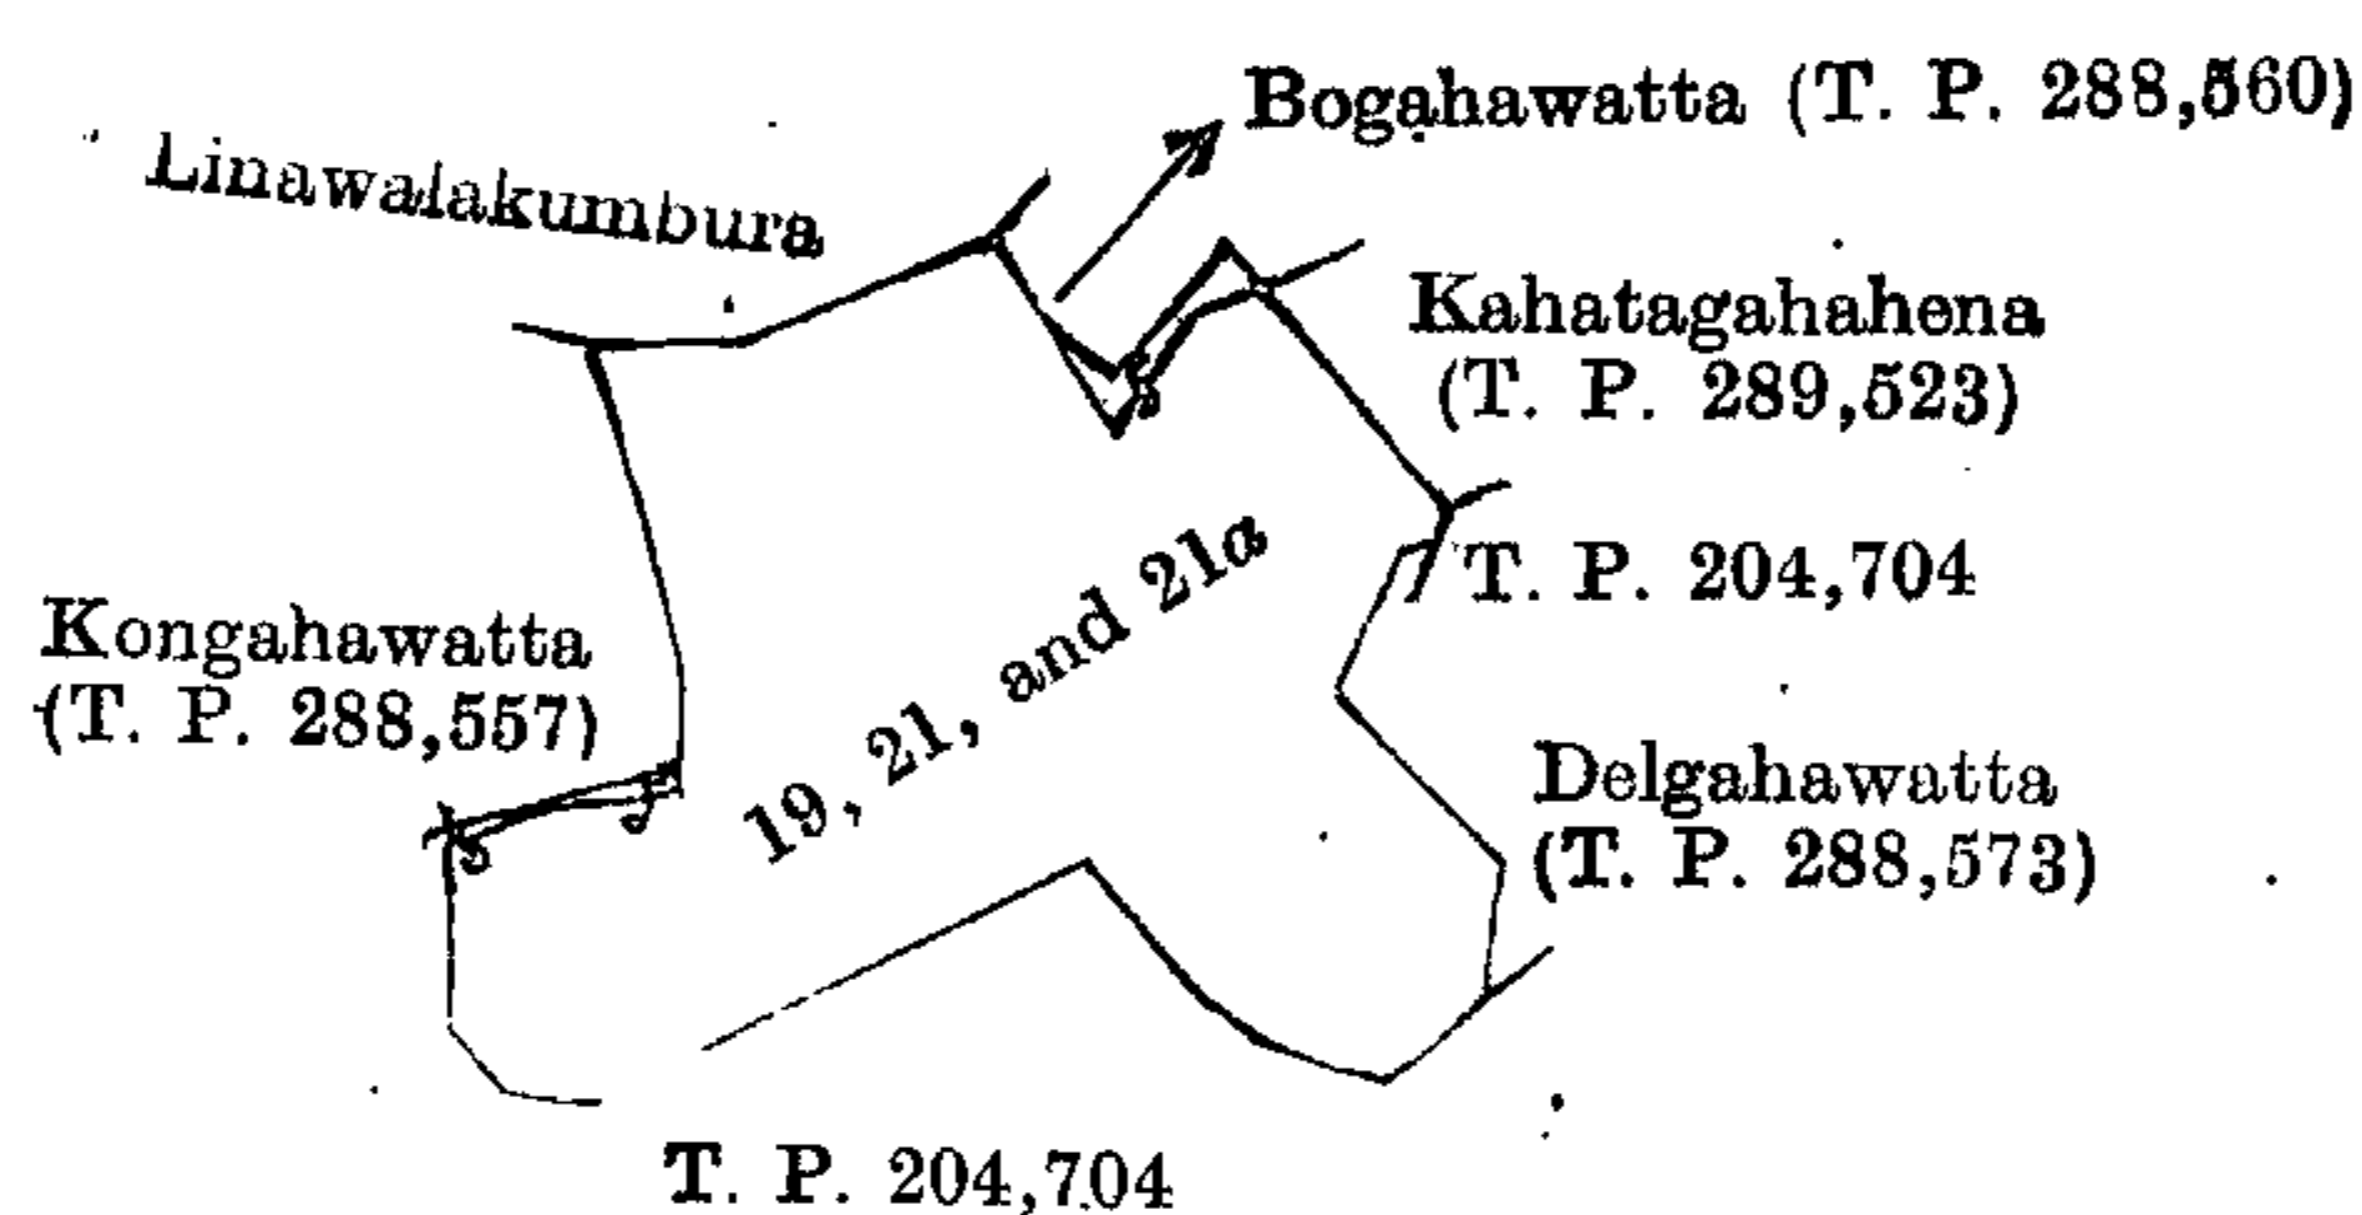 Bogahawatta (T. P. 288,560)
Linawalakumbura
Kahatagahahena
(T. P. 289,523)
T. P. 204,704
Kongahawatta
(T. P. 288,557)
19, 21, and 21a
Delgahawatta
(T. P. 288,573)
T. P. 204,704